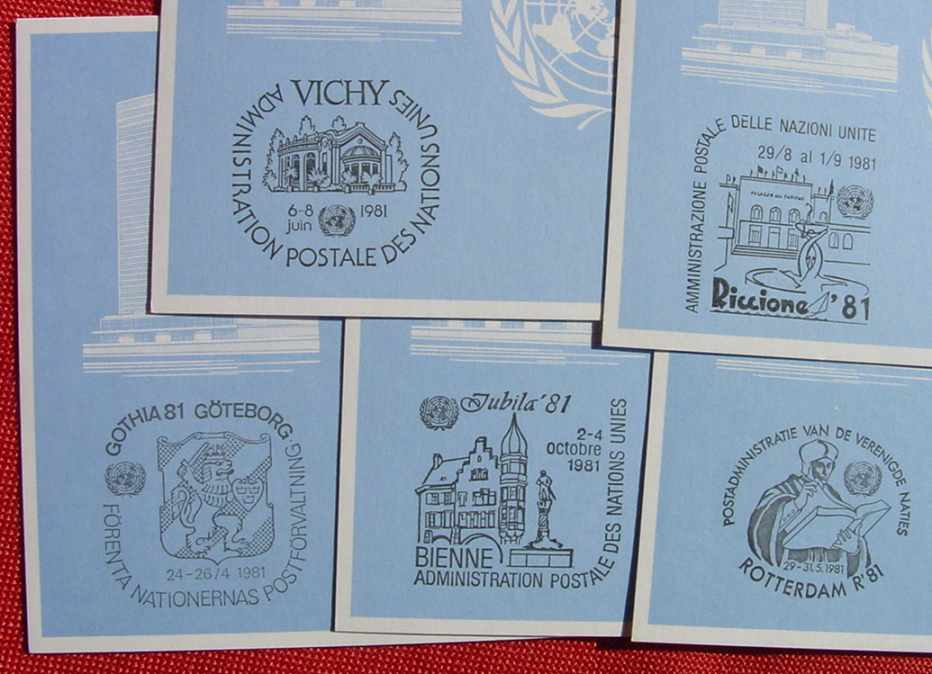 VICHY
ADMINISTRATION POSTALE DES NATIONS UNIES
6-8 juin 1981
AMMINISTRAZIONE POSTALE DELLE NAZIONI UNITE
29/8 al 1/9 1981
Riccione '81
GOTHIA 81 GÖTEBORG
FÖRENTA NATIONERNAS POSTFÖRVALTNING
24-26/4 1981
Jubila '81
2-4
octobre
1981
BIENNE
ADMINISTRATION POSTALE DES NATIONS UNIES
POSTADMINISTRATIE VAN DE VERENIGDE NATIES
29-31.5.1981
ROTTERDAM R'81